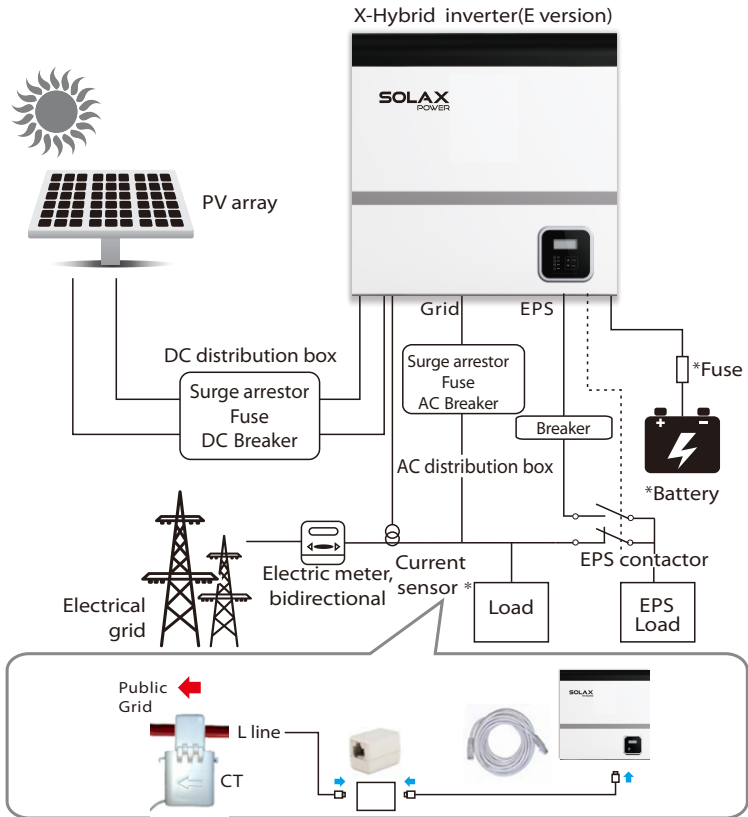 X-Hybrid inverter(E version)
SOLAX
POWER
PV array
Grid
EPS
DC distribution box
Surge arrestor
Fuse
DC Breaker
Surge arrestor
Fuse
AC Breaker
*Fuse
Breaker
+ −
AC distribution box
*Battery
Electrical
grid
Electric meter,
bidirectional
Current
sensor *
EPS contactor
Load
EPS
Load
Public
Grid
L line
CT
SOLAX
POWER